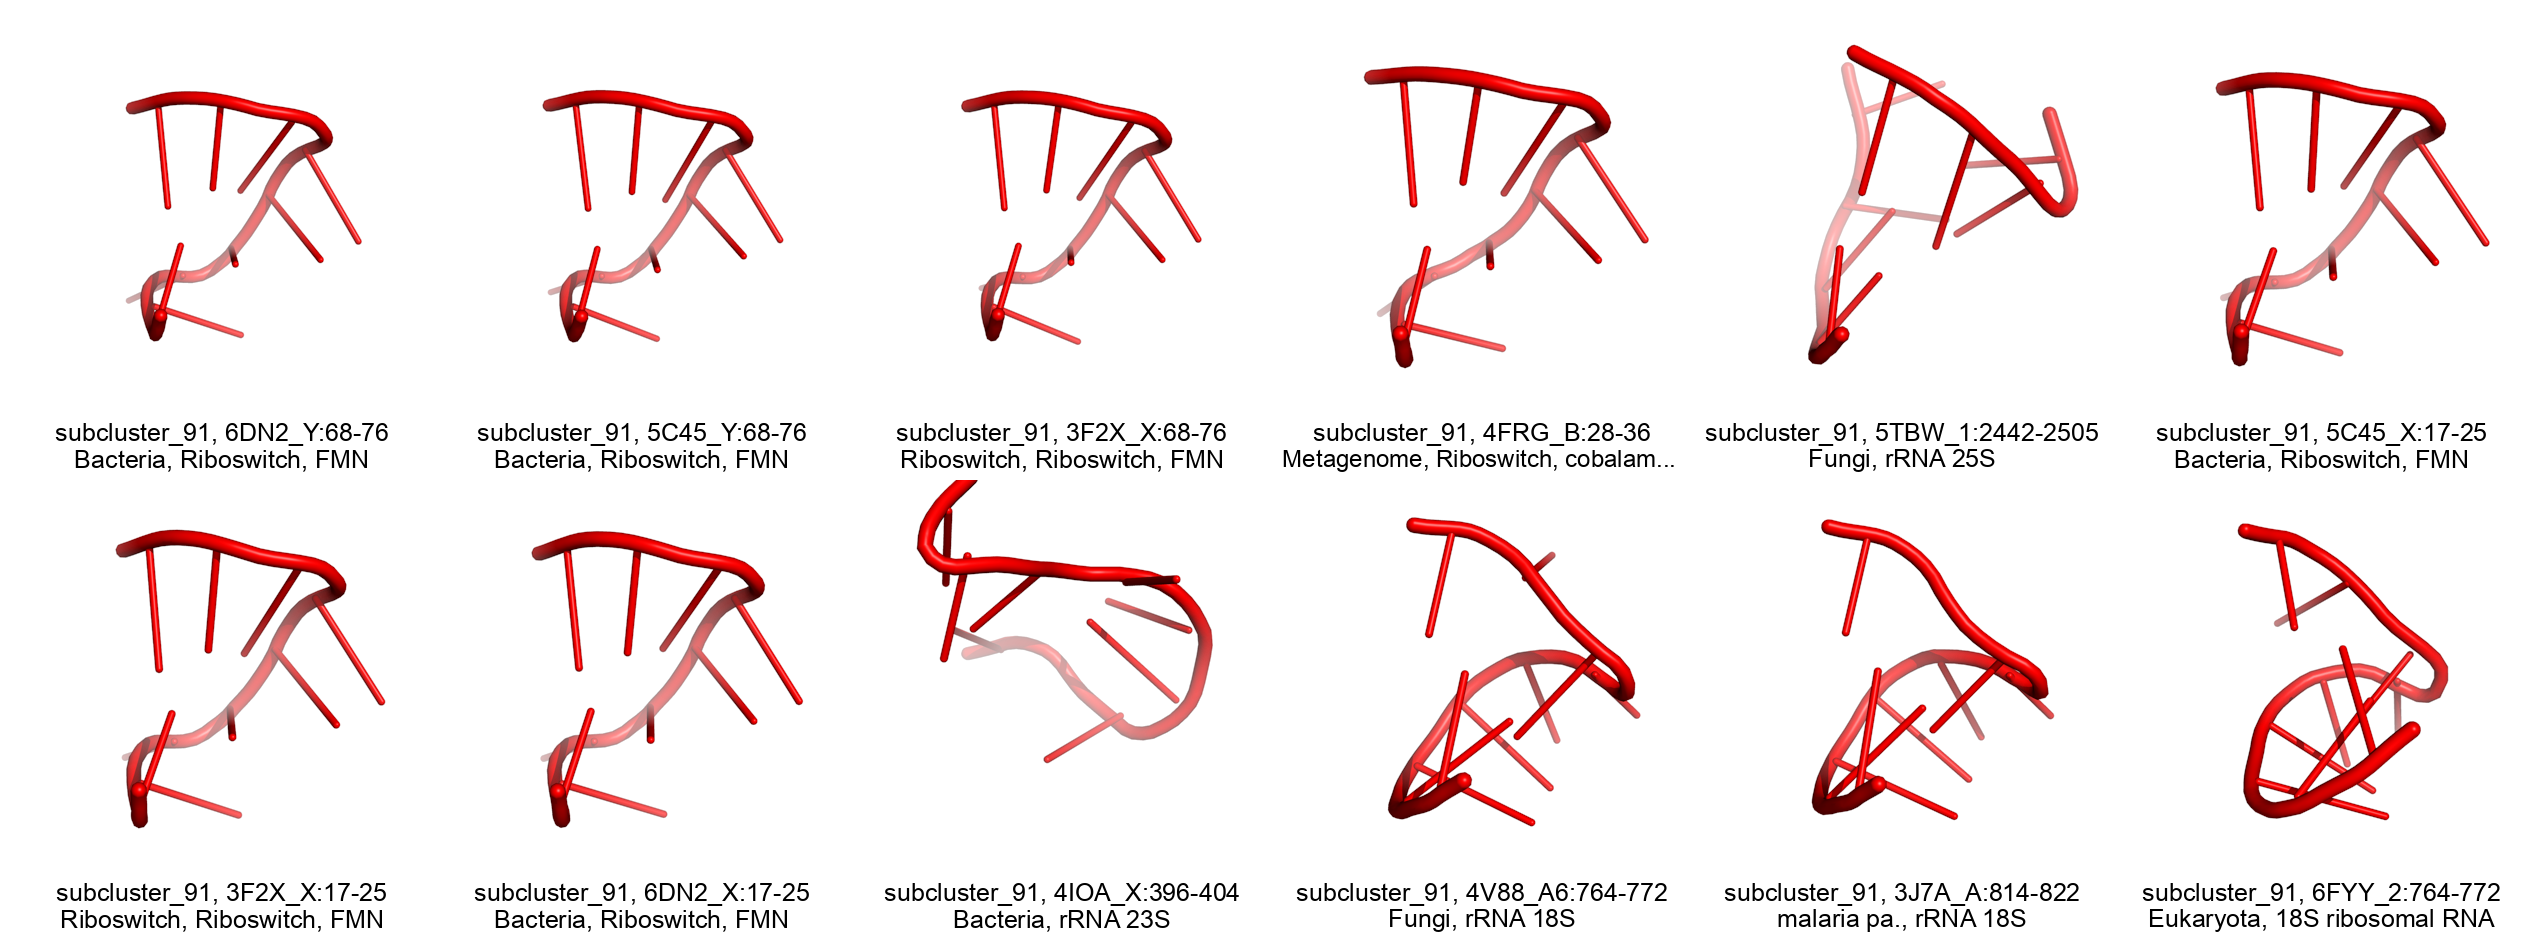 subcluster_91, 6DN2_Y:68-76
Bacteria, Riboswitch, FMN
subcluster_91, 5C45_Y:68-76
Bacteria, Riboswitch, FMN
subcluster_91, 3F2X_X:68-76
Riboswitch, Riboswitch, FMN
subcluster_91, 4FRG_B:28-36
Metagenome, Riboswitch, cobalam...
subcluster_91, 5TBW_1:2442-2505
Fungi, rRNA 25S
subcluster_91, 5C45_X:17-25
Bacteria, Riboswitch, FMN
subcluster_91, 3F2X_X:17-25
Riboswitch, Riboswitch, FMN
subcluster_91, 6DN2_X:17-25
Bacteria, Riboswitch, FMN
subcluster_91, 4IOA_X:396-404
Bacteria, rRNA 23S
subcluster_91, 4V88_A6:764-772
Fungi, rRNA 18S
subcluster_91, 3J7A_A:814-822
malaria pa., rRNA 18S
subcluster_91, 6FYY_2:764-772
Eukaryota, 18S ribosomal RNA